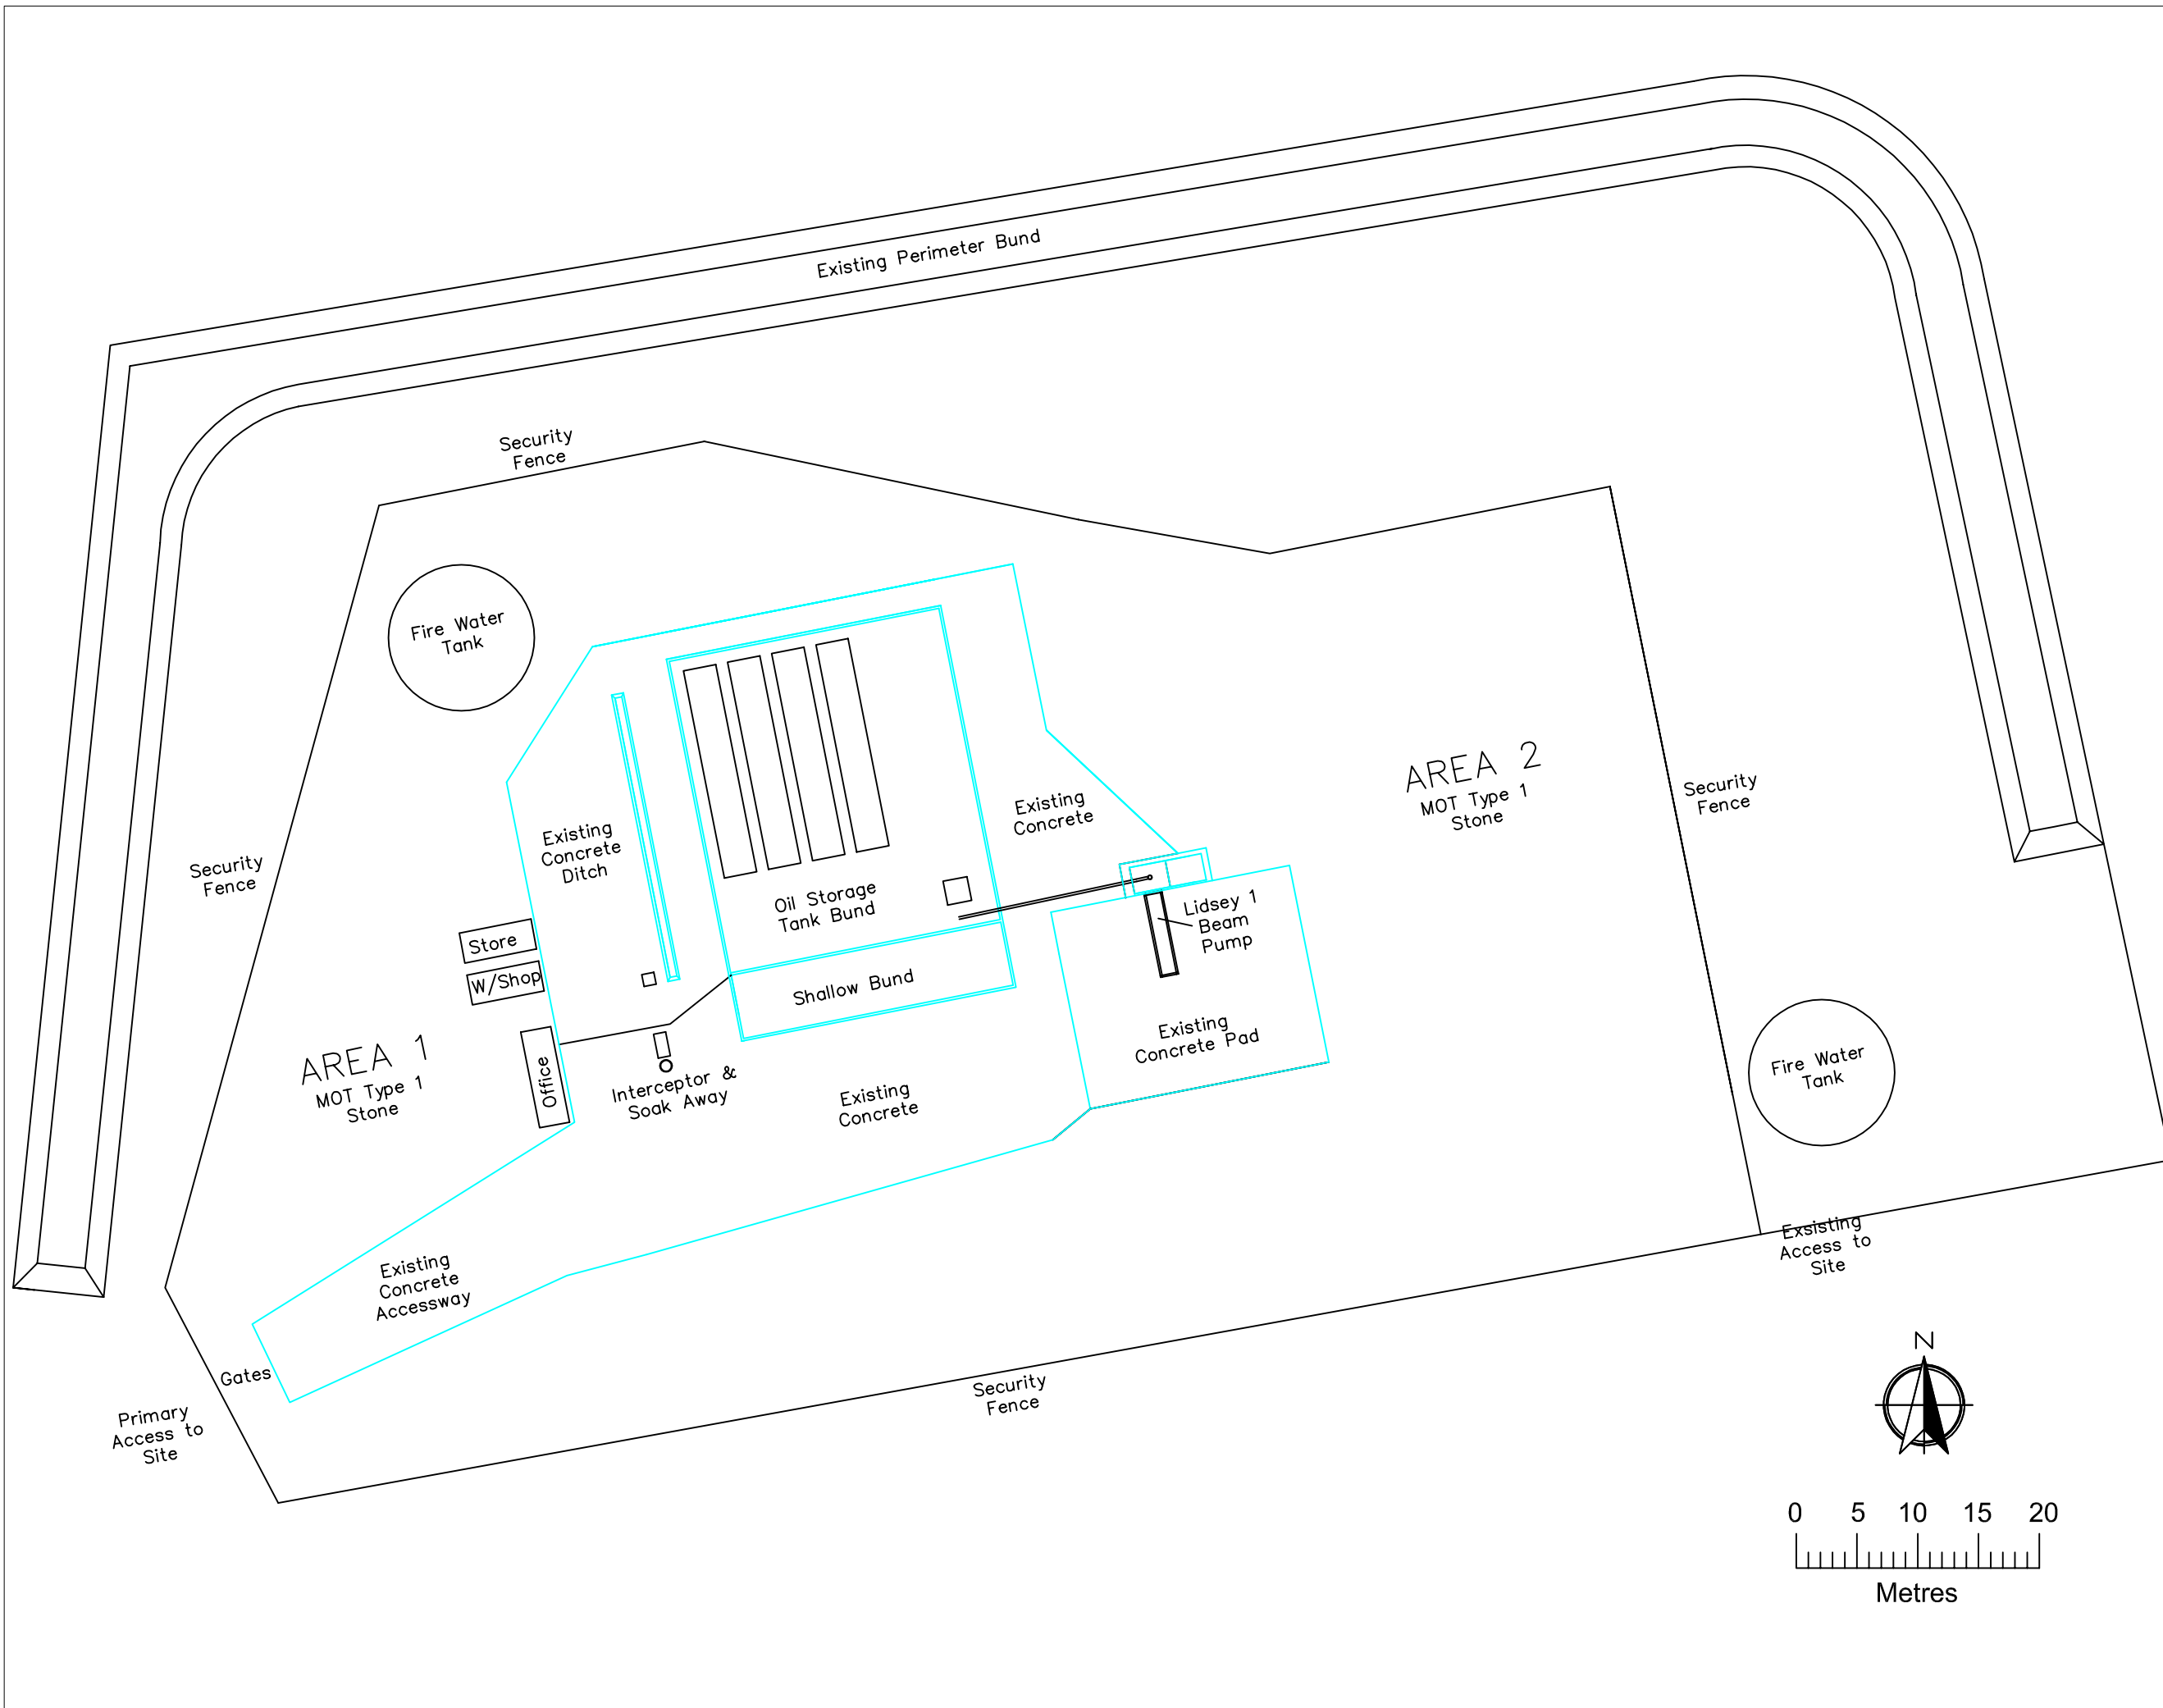 Existing Perimeter Bund
Security
Fence
Fire Water
Tank
AREA 2
MOT Type 1
Stone
Security
Fence
Existing
Concrete
Existing
Concrete
Ditch
Security
Fence
Oil Storage
Tank Bund
Lidsey 1
Beam
Pump
Store
W/Shop
Shallow Bund
Existing
Concrete Pad
AREA 1
MOT Type 1
Stone
Office
Interceptor &
Soak Away
Existing
Concrete
Fire Water
Tank
Exsisting
Access to
Site
Existing
Concrete
Accessway
Gates
Primary
Access to
Site
Security
Fence
N
0 5 10 15 20
Metres